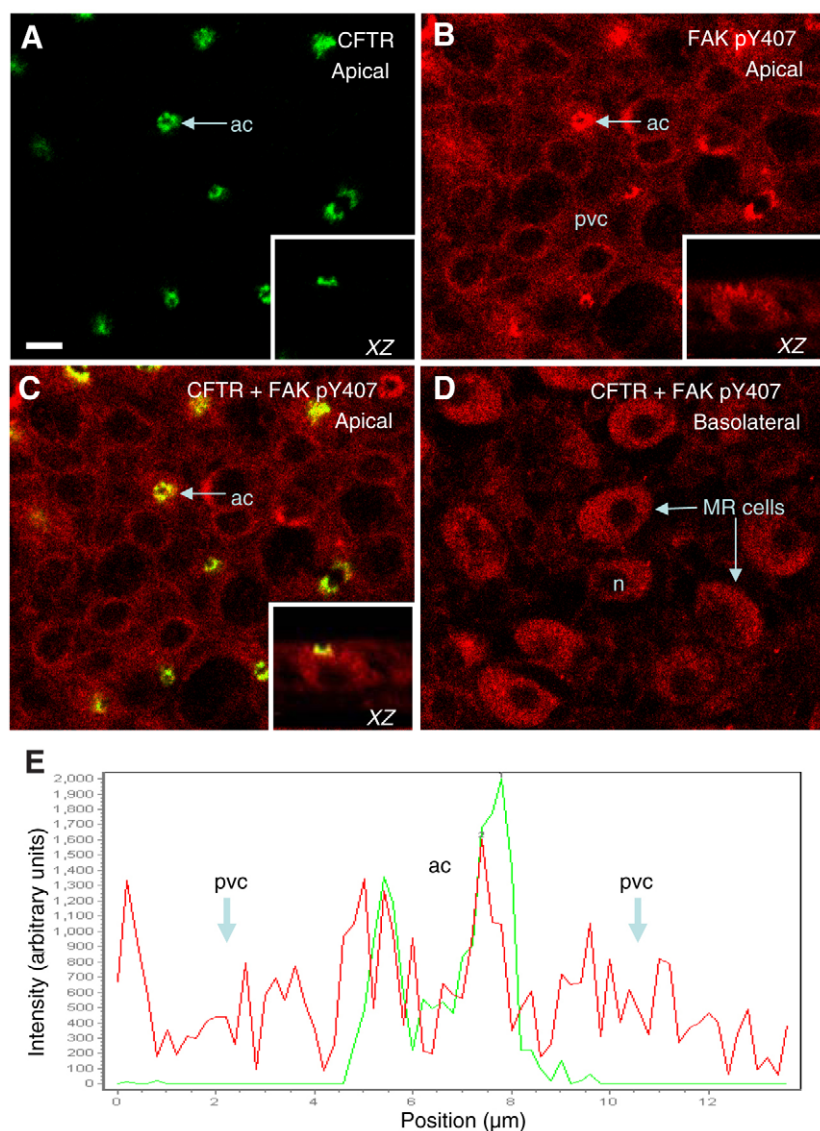 A
CFTR
Apical
ac
XZ
B
FAK pY407
Apical
ac
pvc
XZ
C
CFTR + FAK pY407
Apical
ac
XZ
D
CFTR + FAK pY407
Basolateral
MR cells
n
E
Intensity (arbitrary units)
2,000
1,900
1,800
1,700
1,600
1,500
1,400
1,300
1,200
1,100
1,000
900
800
700
600
500
400
300
200
100
0
pvc
ac
pvc
2
0 2 4 6 8 10 12
Position (µm)